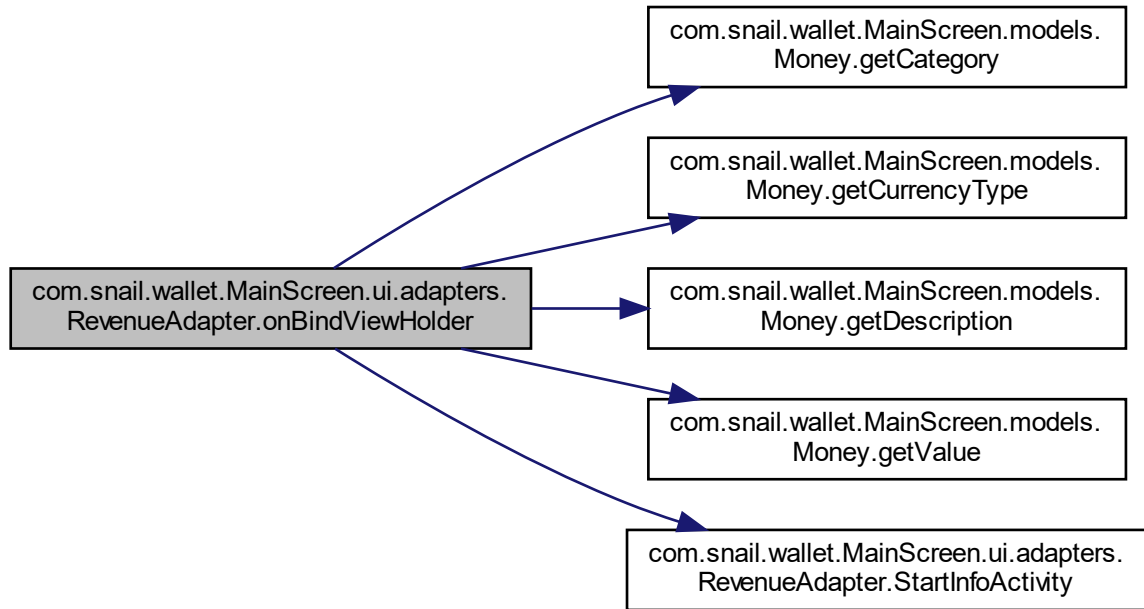 com.snail.wallet.MainScreen.models.
Money.getCategory
com.snail.wallet.MainScreen.models.
Money.getCurrencyType
com.snail.wallet.MainScreen.ui.adapters.
RevenueAdapter.onBindViewHolder
com.snail.wallet.MainScreen.models.
Money.getDescription
com.snail.wallet.MainScreen.models.
Money.getValue
com.snail.wallet.MainScreen.ui.adapters.
RevenueAdapter.StartInfoActivity